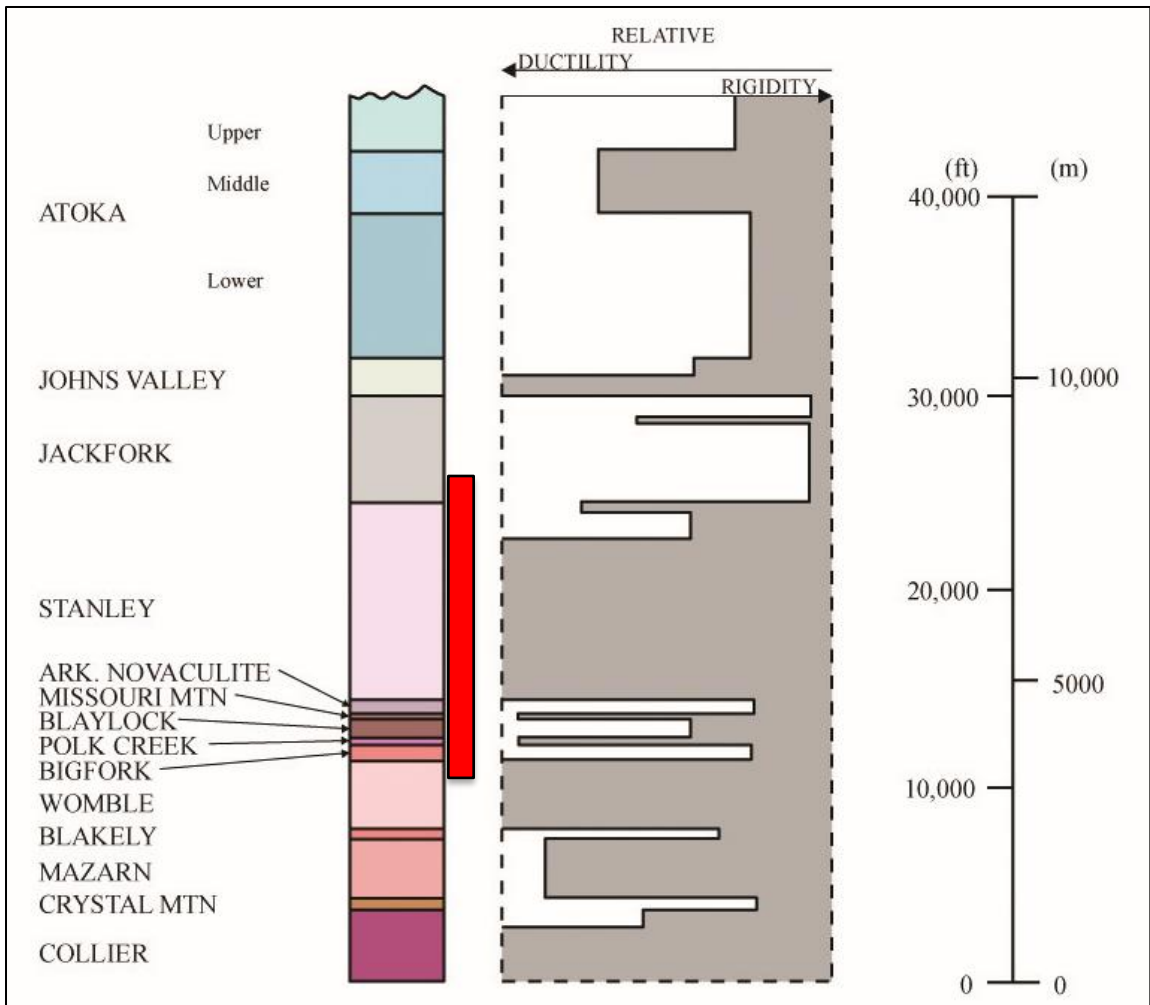 RELATIVE
DUCTILITY
RIGIDITY
Upper
Middle
ATOKA
Lower
JOHNS VALLEY
JACKFORK
STANLEY
ARK. NOVACULITE
MISSOURI MTN
BLAYLOCK
POLK CREEK
BIGFORK
WOMBLE
BLAKELY
MAZARN
CRYSTAL MTN
COLLIER
(ft) (m)
40,000
10,000
30,000
20,000
5000
10,000
0 0